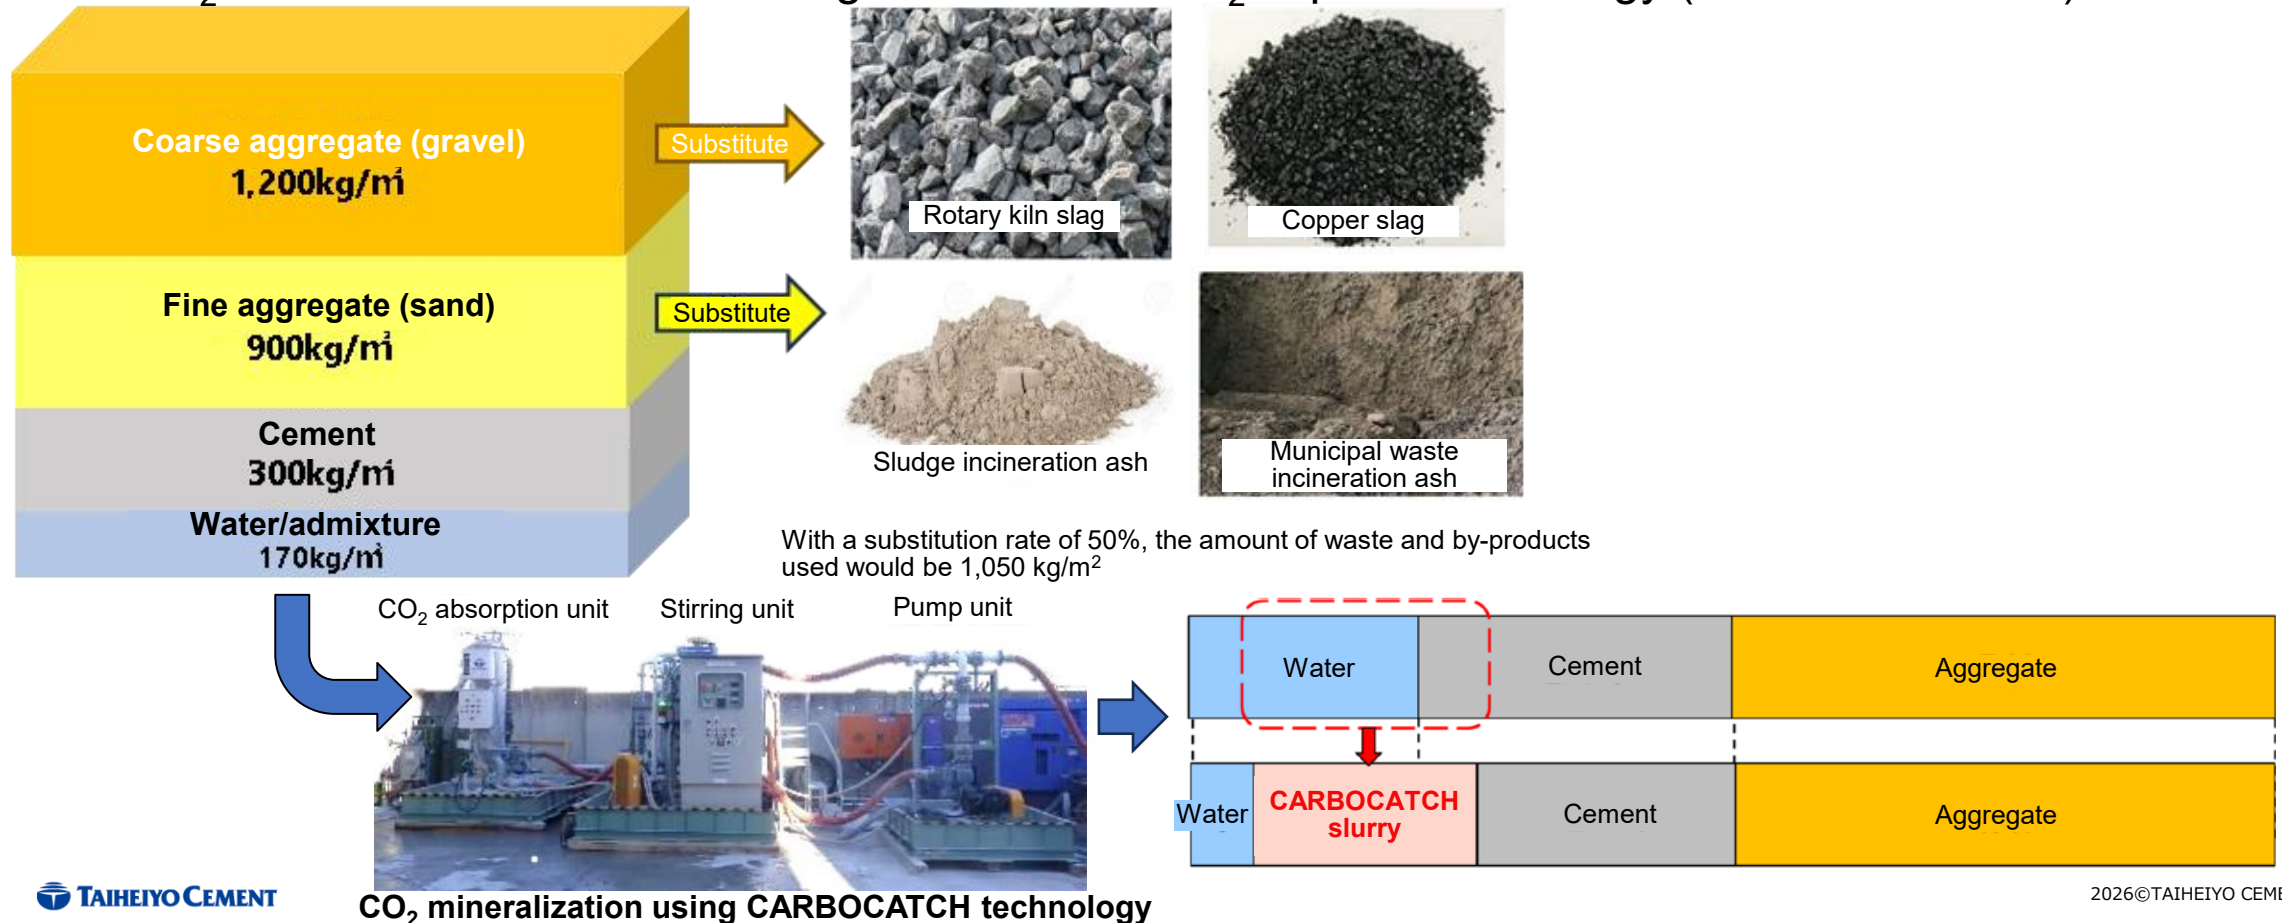 Coarse aggregate (gravel)
1,200kg/㎥
Substitute
Rotary kiln slag
Copper slag
Fine aggregate (sand)
900kg/㎥
Substitute
Sludge incineration ash
Municipal waste
incineration ash
Cement
300kg/㎥
Water/admixture
170kg/㎥
With a substitution rate of 50%, the amount of waste and by-products
used would be 1,050 kg/m²
CO₂ absorption unit
Stirring unit
Pump unit
Water
Cement
Aggregate
Water
CARBOCATCH
slurry
Cement
Aggregate
TAIHEIYO CEMENT
CO₂ mineralization using CARBOCATCH technology
2026©TAIHEIYO CEME